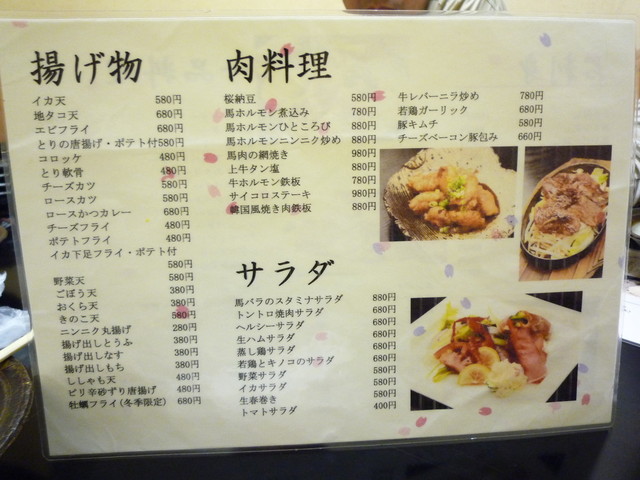 揚げ物
イカ天 580円
地タコ天 680円
エビフライ 680円
とりの唐揚げ・ポテト付580円
コロッケ 480円
とり軟骨 480円
チーズカツ 580円
ロースカツ 580円
ロースかつカレー 680円
チーズフライ 480円
ポテトフライ 480円
イカ下足フライ・ポテト付
580円
野菜天 580円
ごぼう天 380円
おくら天 380円
きのこ天 580円
ニンニク丸揚げ 280円
揚げ出しとうふ 380円
揚げ出しなす 380円
揚げ出しもち 380円
ししゃも天 480円
ピリ辛砂ずり唐揚げ 480円
牡蠣フライ(冬季限定) 680円
肉料理
桜納豆 580円
馬ホルモン煮込み 780円
馬ホルモンひところび 880円
馬ホルモンニンニク炒め 980円
馬肉の網焼き 980円
上牛タン塩 980円
牛ホルモン鉄板 780円
サイコロステーキ 980円
韓国風焼き肉鉄板 880円
牛レバーニラ炒め 780円
若鶏ガーリック 680円
豚キムチ 580円
チーズベーコン豚包み 660円
サラダ
馬バラのスタミナサラダ 880円
トントロ焼肉サラダ 680円
ヘルシーサラダ 580円
生ハムサラダ 580円
蒸し鶏サラダ 580円
若鶏とキノコのサラダ 580円
野菜サラダ 580円
イカサラダ 580円
生春巻き 580円
トマトサラダ 400円